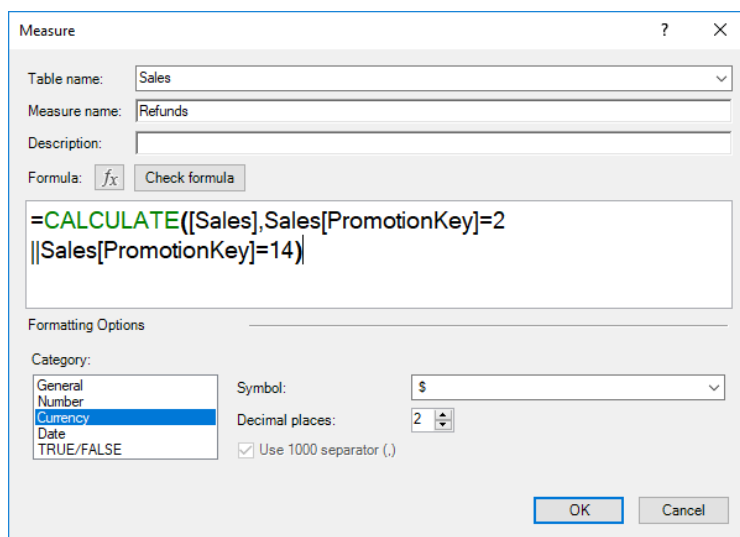 Measure ? ×
Table name: Sales
Measure name: Refunds
Description:
Formula: fx Check formula
=CALCULATE([Sales],Sales[PromotionKey]=2
||Sales[PromotionKey]=14)
Formatting Options
Category:
General
Number
Currency
Date
TRUE/FALSE
Symbol: $
Decimal places: 2
Use 1000 separator (,)
OK Cancel